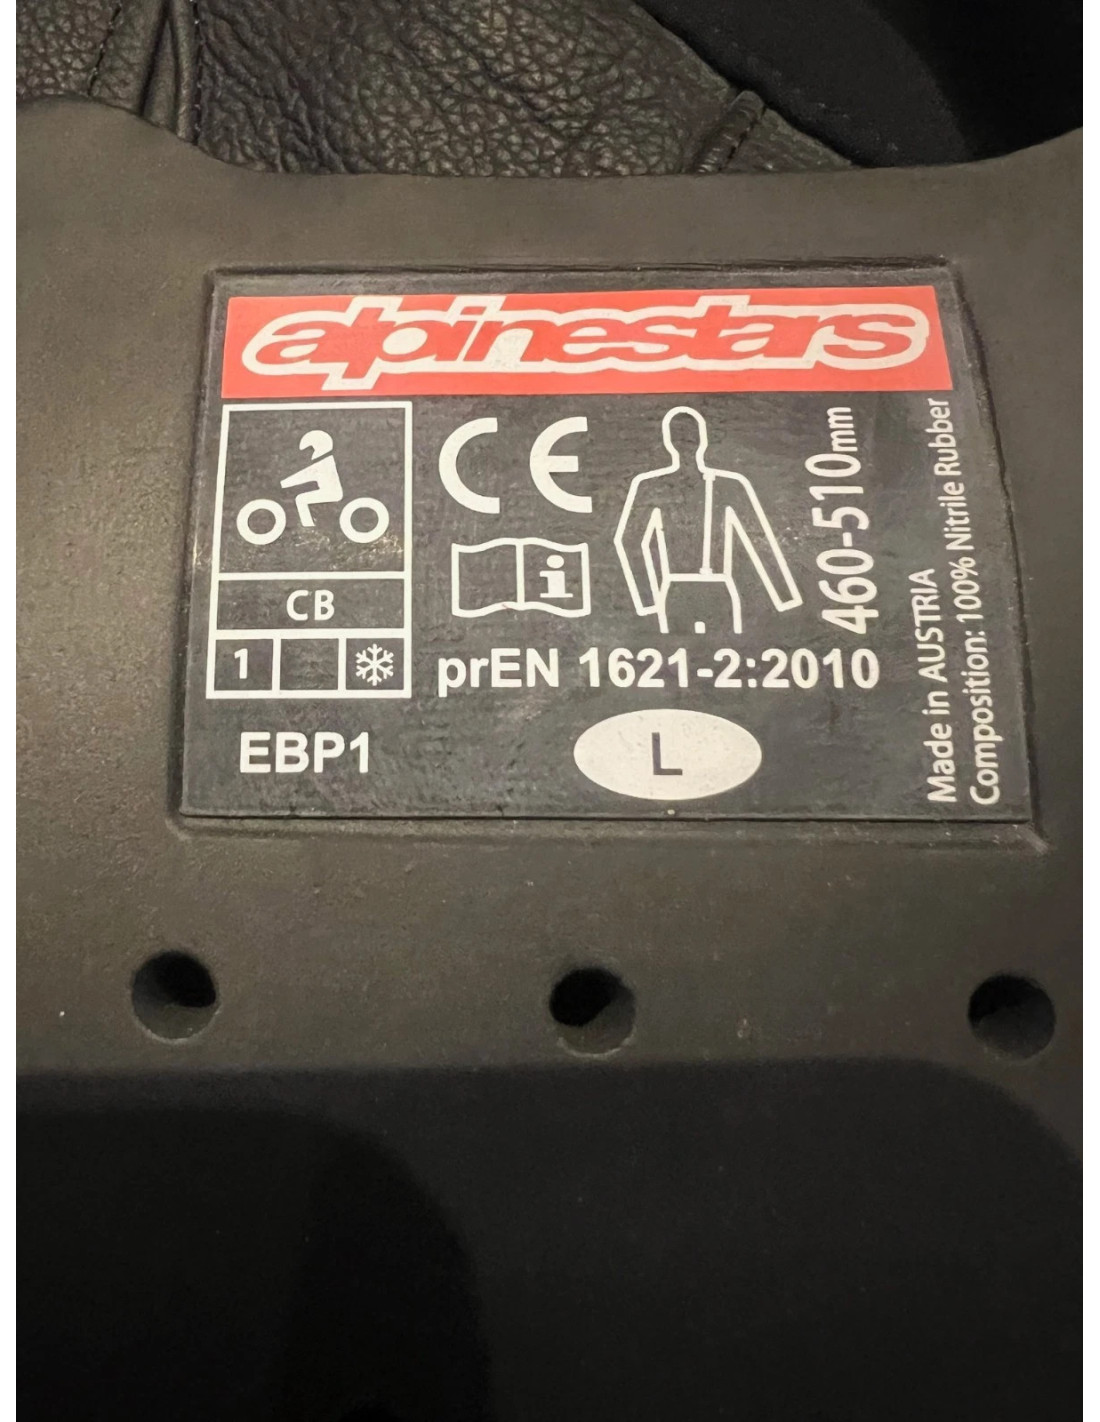 alpinestars
CE
i
CB
1
prEN 1621-2:2010
EBP1
L
460-510mm
Made in AUSTRIA
Composition: 100% Nitrile Rubber